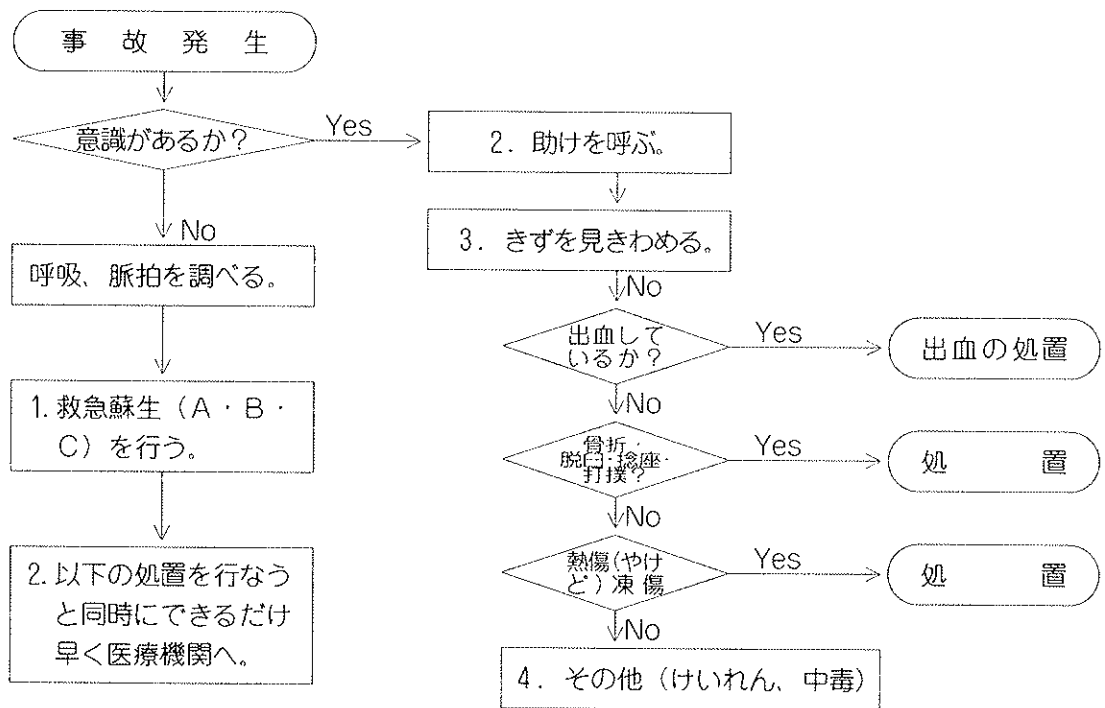 事故発生
意識があるか？
Yes
No
呼吸、脈拍を調べる。
1. 救急蘇生（A・B・
C）を行う。
2. 以下の処置を行なう
と同時にできるだけ
早く医療機関へ。
2. 助けを呼ぶ。
3. きずを見きわめる。
No
出血して
いるか？
Yes
出血の処置
No
骨折・
脱臼・捻座・
打撲？
Yes
処置
No
熱傷（やけ
ど）凍傷
Yes
処置
No
4. その他（けいれん、中毒）